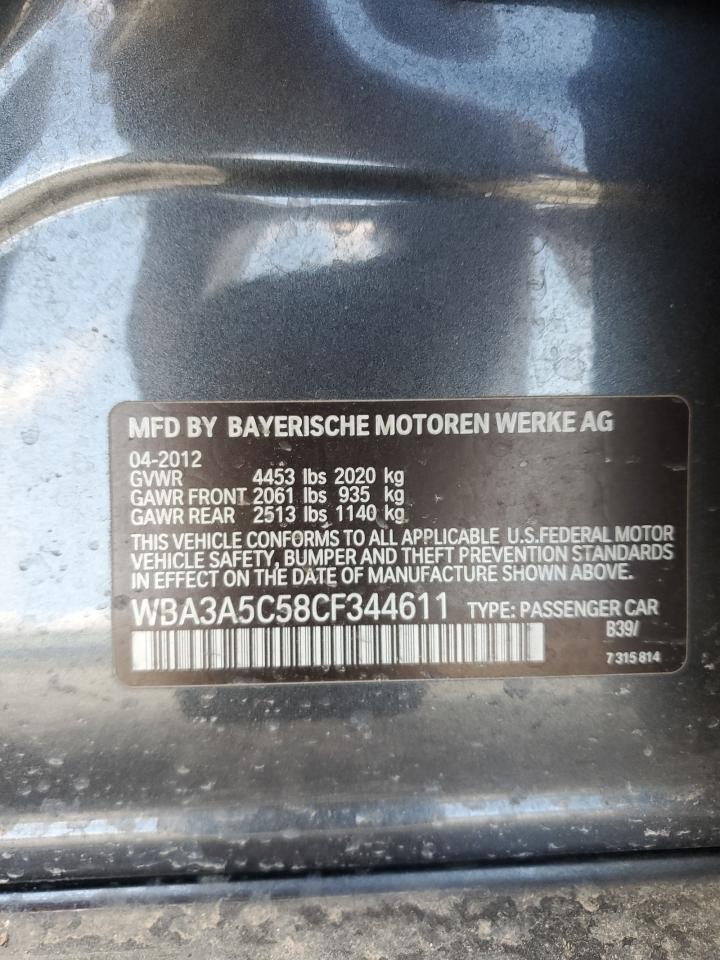 MFD BY BAYERISCHE MOTOREN WERKE AG
04-2012
GVWR 4453 lbs 2020 kg
GAWR FRONT 2061 lbs 935 kg
GAWR REAR 2513 lbs 1140 kg
THIS VEHICLE CONFORMS TO ALL APPLICABLE U.S.FEDERAL MOTOR
VEHICLE SAFETY, BUMPER AND THEFT PREVENTION STANDARDS
IN EFFECT ON THE DATE OF MANUFACTURE SHOWN ABOVE.
WBA3A5C58CF344611 TYPE: PASSENGER CAR
B39/
7 315 814